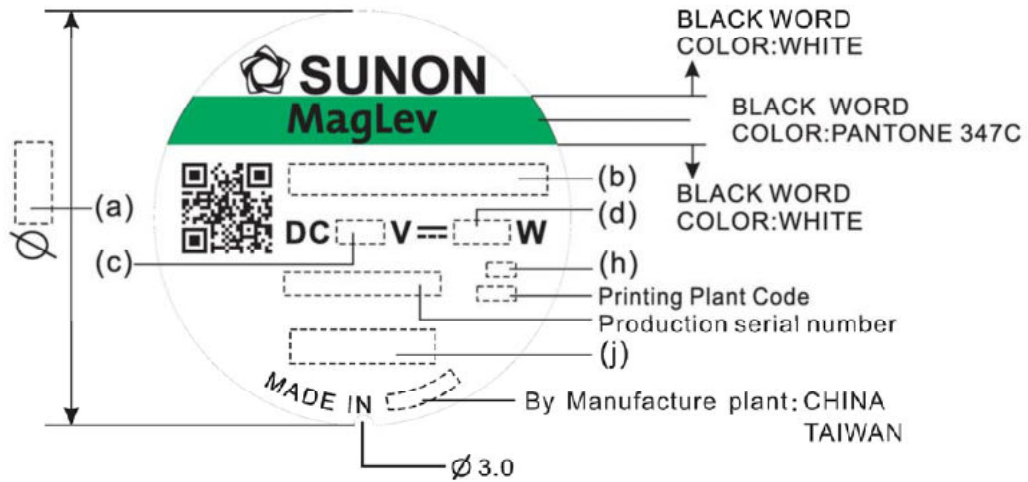 BLACK WORD
COLOR:WHITE
SUNON
MagLev
BLACK WORD
COLOR:PANTONE 347C
BLACK WORD
COLOR:WHITE
(a)
Ø
(b)
DC V W
(d)
(c)
(h)
Printing Plant Code
Production serial number
(j)
MADE IN
By Manufacture plant: CHINA
TAIWAN
Ø 3.0